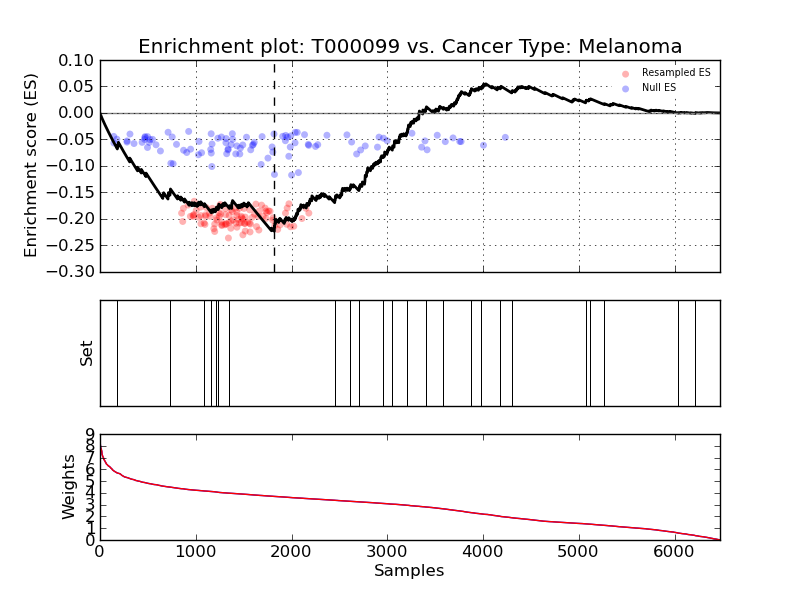 Enrichment plot: T000099 vs. Cancer Type: Melanoma
0.10
0.05
0.00
−0.05
−0.10
−0.15
−0.20
−0.25
−0.30
Enrichment score (ES)
Resampled ES
Null ES
Set
9
8
7
6
5
4
3
2
1
0
Weights
0 1000 2000 3000 4000 5000 6000
Samples